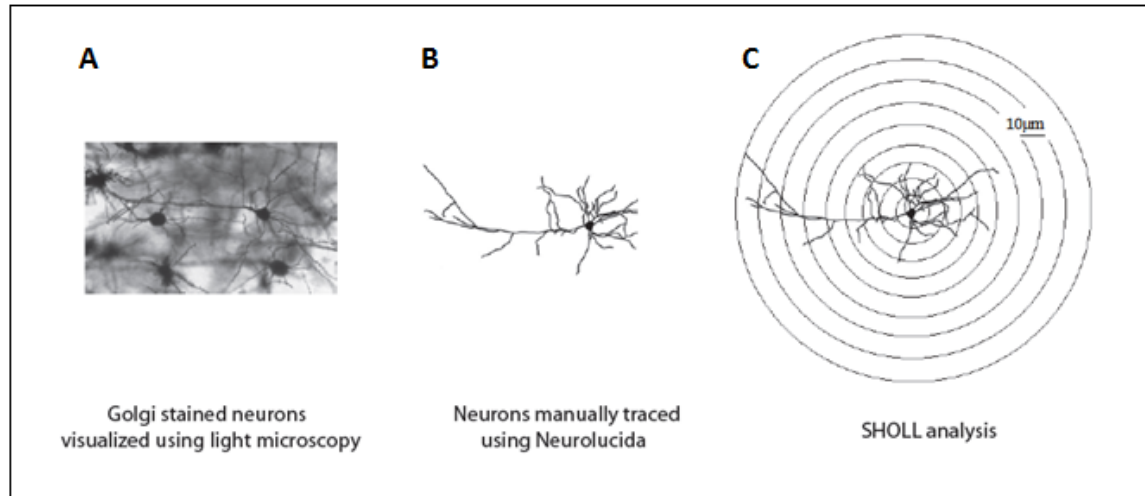 A
B
C
10µm
Golgi stained neurons
visualized using light microscopy
Neurons manually traced
using Neurolucida
SHOLL analysis